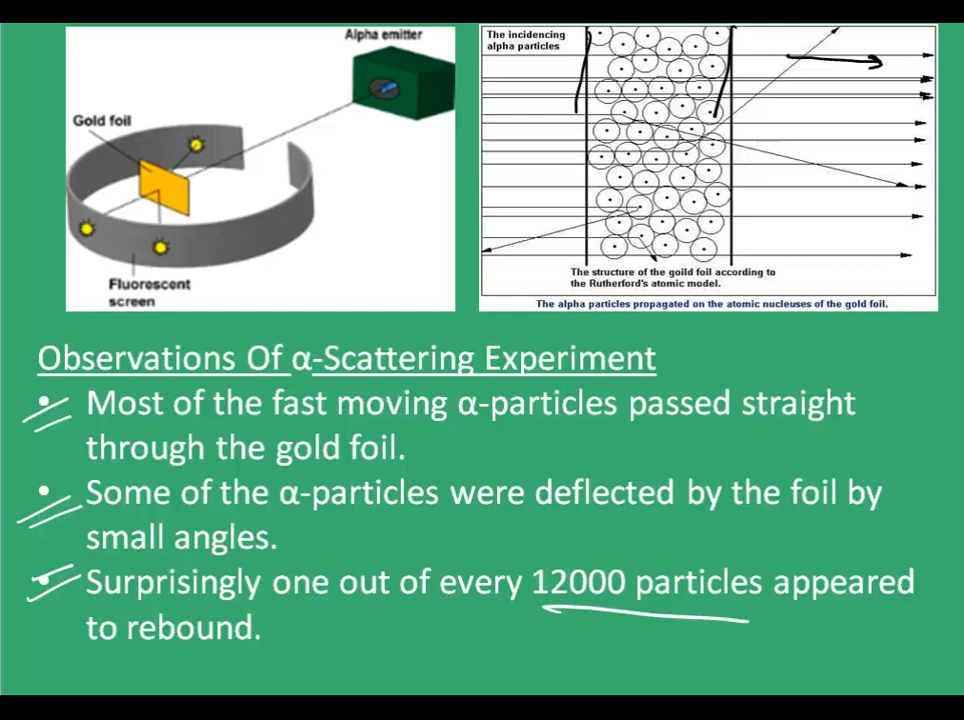 Alpha emitter
Gold foil
Fluorescent
screen
The incidencing
alpha particles
The structure of the goild foil according to
the Rutherford's atomic model.
The alpha particles propagated on the atomic nucleuses of the gold foil.
Observations Of α-Scattering Experiment
• Most of the fast moving α-particles passed straight
through the gold foil.
• Some of the α-particles were deflected by the foil by
small angles.
• Surprisingly one out of every 12000 particles appeared
to rebound.